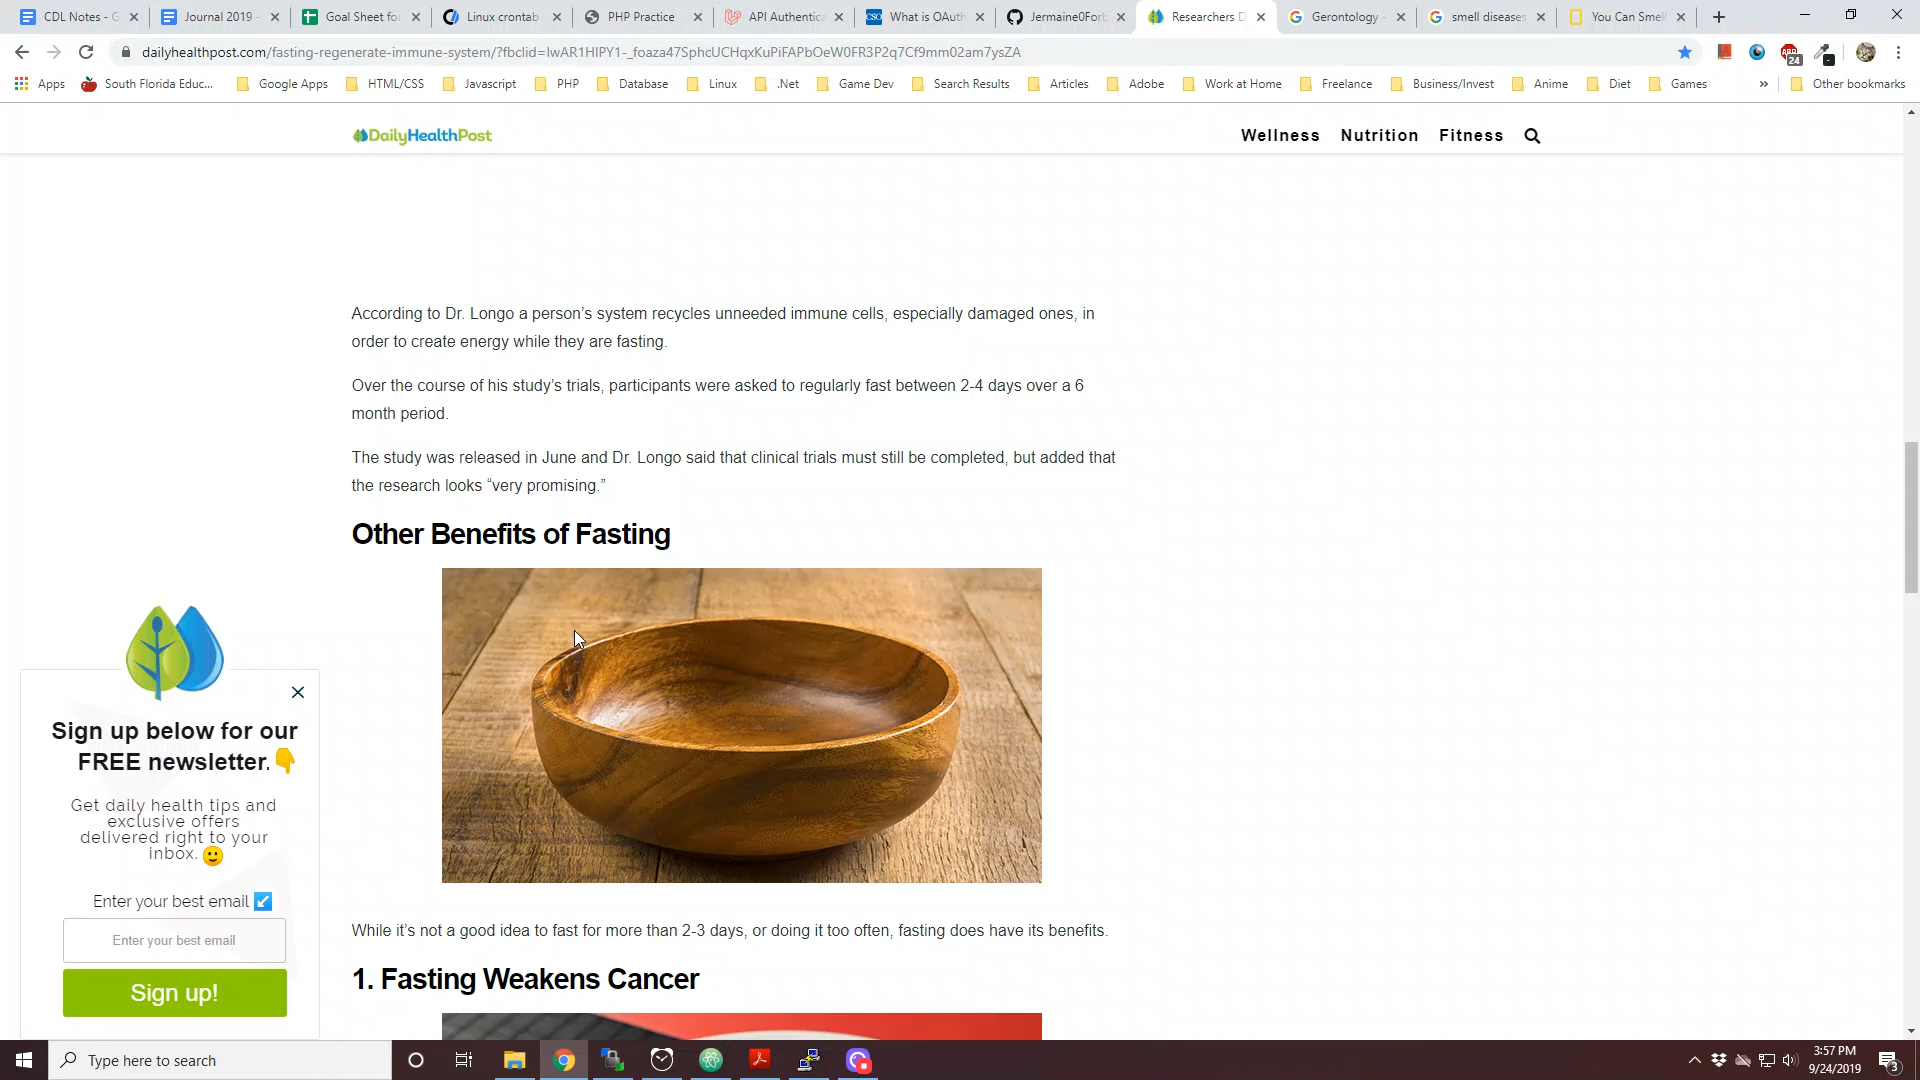 CDL Notes - G
Journal 2019 -
Goal Sheet fo
Linux crontab
PHP Practice
API Authentica
What is OAuth
Jermaine0Forb
Researchers D
Gerontology -
smell diseases
You Can Smell
dailyhealthpost.com/fasting-regenerate-immune-system/?fbclid=IwAR1HIPY1-_foaza47SphcUCHqxKuPiFAPbOeW0FR3P2q7Cf9mm02am7ysZA
24
Apps
South Florida Educ...
Google Apps
HTML/CSS
Javascript
PHP
Database
Linux
.Net
Game Dev
Search Results
Articles
Adobe
Work at Home
Freelance
Business/Invest
Anime
Diet
Games
»
Other bookmarks
DailyHealthPost
Wellness
Nutrition
Fitness
According to Dr. Longo a person’s system recycles unneeded immune cells, especially damaged ones, in
order to create energy while they are fasting.
Over the course of his study’s trials, participants were asked to regularly fast between 2-4 days over a 6
month period.
The study was released in June and Dr. Longo said that clinical trials must still be completed, but added that
the research looks “very promising.”
Other Benefits of Fasting
While it’s not a good idea to fast for more than 2-3 days, or doing it too often, fasting does have its benefits.
1. Fasting Weakens Cancer
Sign up below for our
FREE newsletter.👇
Get daily health tips and
exclusive offers
delivered right to your
inbox. 🙂
Enter your best email ↙
Enter your best email
Sign up!
Type here to search
3:57 PM
9/24/2019
3